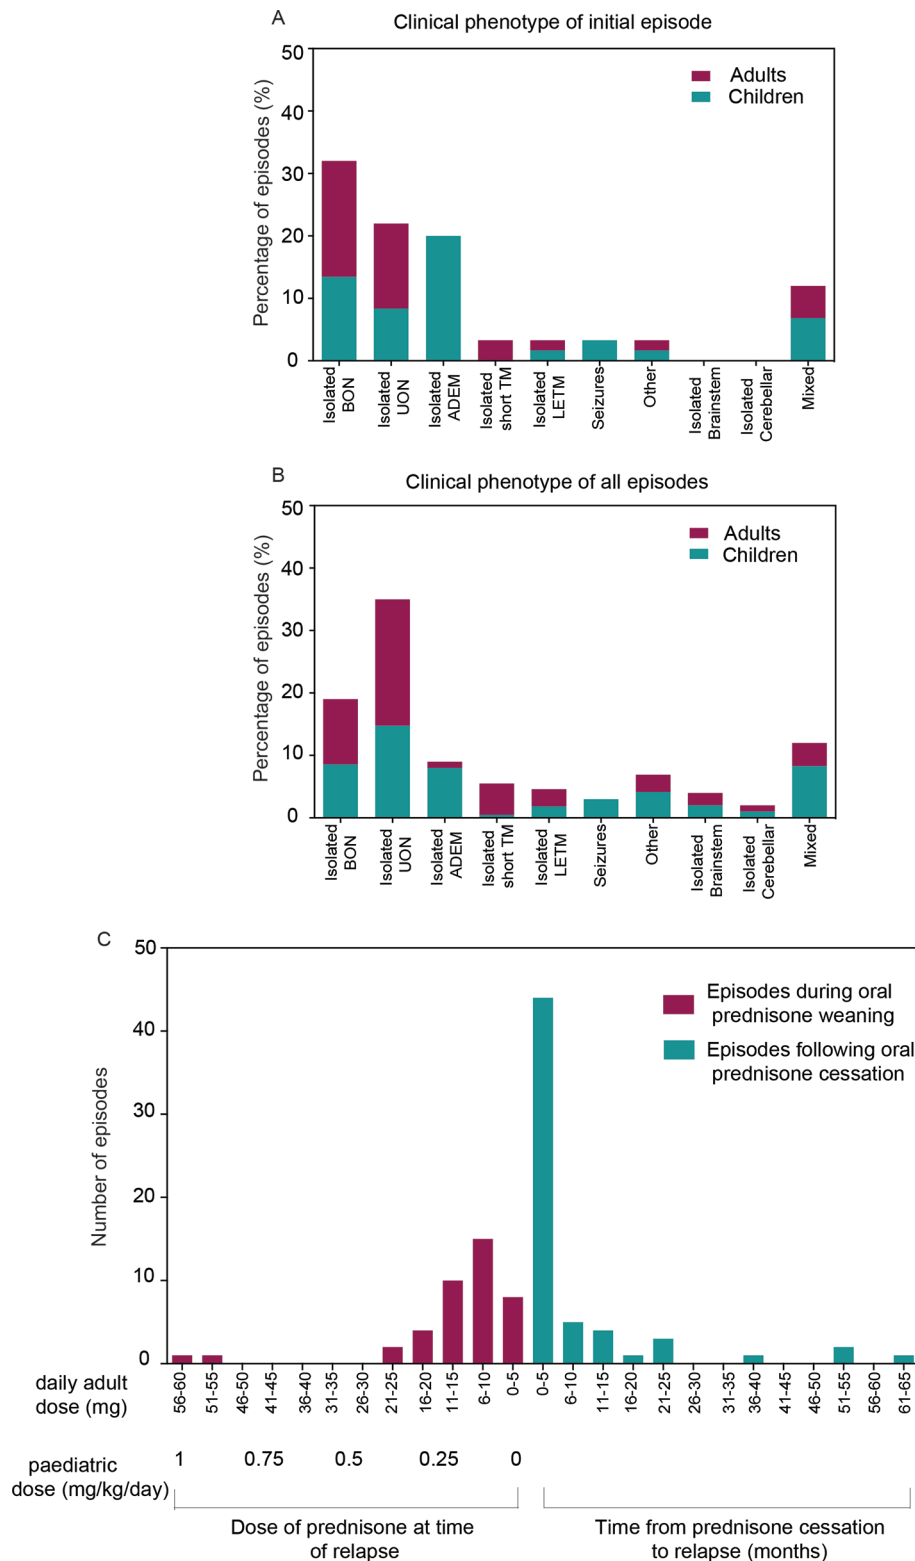 A
Clinical phenotype of initial episode
Percentage of episodes (%)
50
40
30
20
10
0
Adults
Children
Isolated
BON
Isolated
UON
Isolated
ADEM
Isolated
short TM
Isolated
LETM
Seizures
Other
Isolated
Brainstem
Isolated
Cerebellar
Mixed
B
Clinical phenotype of all episodes
Percentage of episodes (%)
50
40
30
20
10
0
Adults
Children
Isolated
BON
Isolated
UON
Isolated
ADEM
Isolated
short TM
Isolated
LETM
Seizures
Other
Isolated
Brainstem
Isolated
Cerebellar
Mixed
C
Number of episodes
50
40
30
20
10
0
Episodes during oral
prednisone weaning
Episodes following oral
prednisone cessation
daily adult
dose (mg)
56-60
51-55
46-50
41-45
36-40
31-35
26-30
21-25
16-20
11-15
6-10
0-5
0-5
6-10
11-15
16-20
21-25
26-30
31-35
36-40
41-45
46-50
51-55
56-60
61-65
paediatric
dose (mg/kg/day)
1 0.75 0.5 0.25 0
Dose of prednisone at time
of relapse
Time from prednisone cessation
to relapse (months)